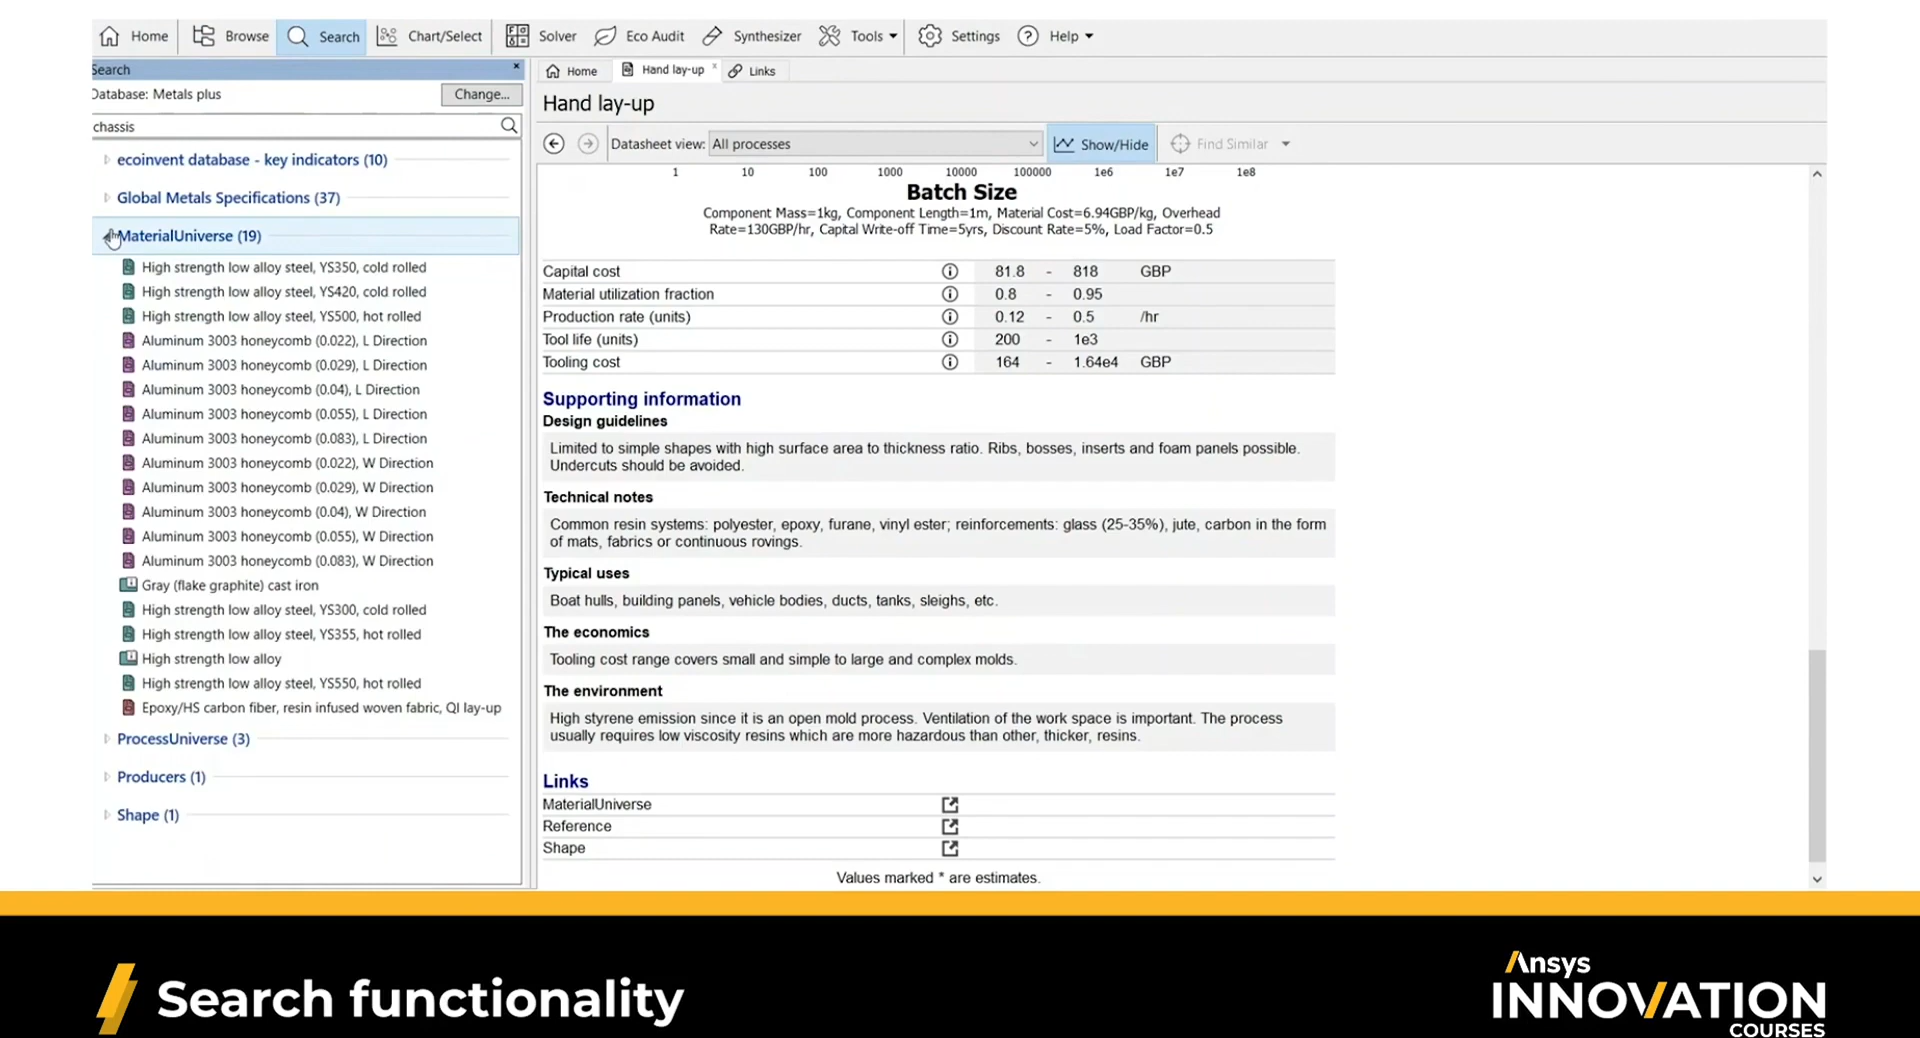 Home Browse Search Chart/Select Solver Eco Audit Synthesizer Tools Settings Help
Search
Database: Metals plus Change...
chassis
ecoinvent database - key indicators (10)
Global Metals Specifications (37)
MaterialUniverse (19)
High strength low alloy steel, YS350, cold rolled
High strength low alloy steel, YS420, cold rolled
High strength low alloy steel, YS500, hot rolled
Aluminum 3003 honeycomb (0.022), L Direction
Aluminum 3003 honeycomb (0.029), L Direction
Aluminum 3003 honeycomb (0.04), L Direction
Aluminum 3003 honeycomb (0.055), L Direction
Aluminum 3003 honeycomb (0.083), L Direction
Aluminum 3003 honeycomb (0.022), W Direction
Aluminum 3003 honeycomb (0.029), W Direction
Aluminum 3003 honeycomb (0.04), W Direction
Aluminum 3003 honeycomb (0.055), W Direction
Aluminum 3003 honeycomb (0.083), W Direction
Gray (flake graphite) cast iron
High strength low alloy steel, YS300, cold rolled
High strength low alloy steel, YS355, hot rolled
High strength low alloy
High strength low alloy steel, YS550, hot rolled
Epoxy/HS carbon fiber, resin infused woven fabric, QI lay-up
ProcessUniverse (3)
Producers (1)
Shape (1)
Home Hand lay-up Links
Hand lay-up
Datasheet view: All processes Show/Hide Find Similar
1 10 100 1000 10000 100000 1e6 1e7 1e8
Batch Size
Component Mass=1kg, Component Length=1m, Material Cost=6.94GBP/kg, Overhead
Rate=130GBP/hr, Capital Write-off Time=5yrs, Discount Rate=5%, Load Factor=0.5
Capital cost 81.8 - 818 GBP
Material utilization fraction 0.8 - 0.95
Production rate (units) 0.12 - 0.5 /hr
Tool life (units) 200 - 1e3
Tooling cost 164 - 1.64e4 GBP
Supporting information
Design guidelines
Limited to simple shapes with high surface area to thickness ratio. Ribs, bosses, inserts and foam panels possible.
Undercuts should be avoided.
Technical notes
Common resin systems: polyester, epoxy, furane, vinyl ester; reinforcements: glass (25-35%), jute, carbon in the form
of mats, fabrics or continuous rovings.
Typical uses
Boat hulls, building panels, vehicle bodies, ducts, tanks, sleighs, etc.
The economics
Tooling cost range covers small and simple to large and complex molds.
The environment
High styrene emission since it is an open mold process. Ventilation of the work space is important. The process
usually requires low viscosity resins which are more hazardous than other, thicker, resins.
Links
MaterialUniverse
Reference
Shape
Values marked * are estimates.
Search functionality
Ansys
INNOVATION
COURSES